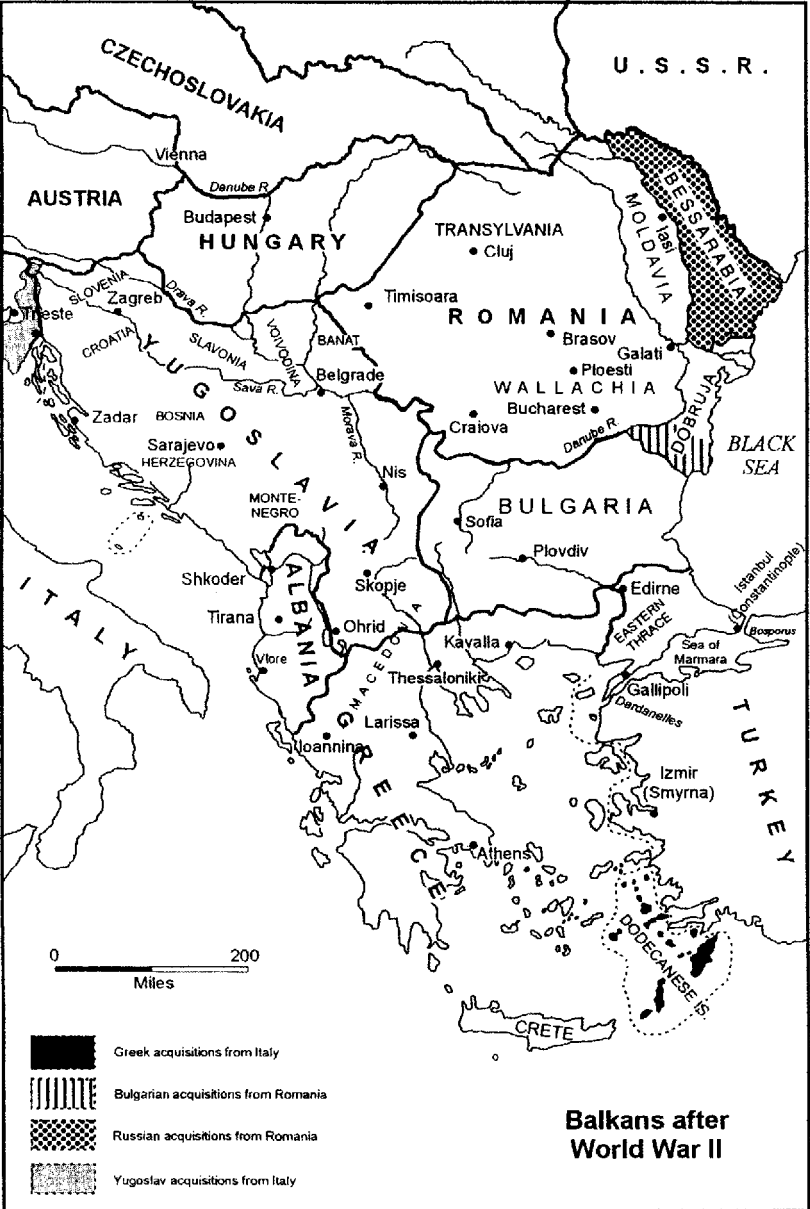 CZECHOSLOVAKIA
U.S.S.R.
Vienna
AUSTRIA
Danube R.
Budapest
HUNGARY
TRANSYLVANIA
Cluj
MOLDAVIA
Iasi
BESSARABIA
SLOVENIA
Zagreb
Drava R.
Trieste
Timisoara
ROMANIA
CROATIA
SLAVONIA
VOIVODINA
BANAT
Brasov
Galati
Ploesti
YUGOSLAVIA
Belgrade
WALLACHIA
Sava R.
Bucharest
DOBRUJA
Zadar
BOSNIA
Morava R.
Craiova
Danube R.
BLACK
SEA
Sarajevo
HERZEGOVINA
Nis
MONTE-
NEGRO
BULGARIA
Sofia
Plovdiv
Istanbul
(Constantinople)
Shkoder
Skopje
Edirne
ITALY
ALBANIA
Tirana
Ohrid
MACEDONIA
Kavalla
EASTERN
THRACE
Sea of
Marmara
Bosporus
Vlore
Thessaloniki
Gallipoli
Dardanelles
TURKEY
Larissa
Ioannina
GREECE
Izmir
(Smyrna)
Athens
DODECANESE IS
0 200
Miles
CRETE
Greek acquisitions from Italy
Bulgarian acquisitions from Romania
Russian acquisitions from Romania
Yugoslav acquisitions from Italy
Balkans after
World War II